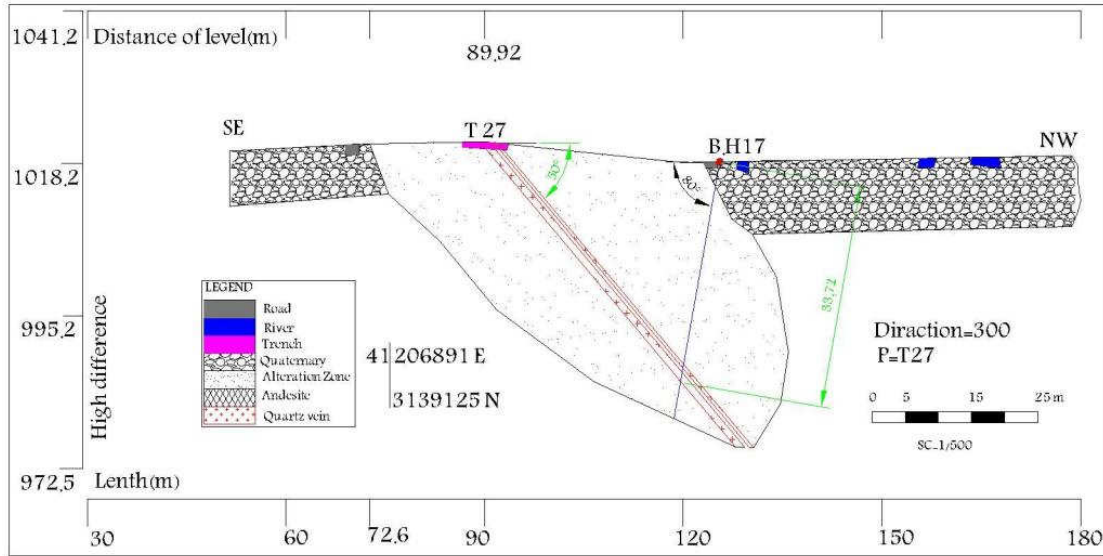 1041,2
Distance of level(m)
89,92
SE
T 27
B,H17
NW
1018,2
50°
80°
33,72
LEGEND
Road
River
Trench
Quaternary
Alteration Zone
Andesite
Quartz vein
995,2
High difference
41 206891 E
3139125 N
Diraction=300
P=T27
0 5 15 25 m
SC_1/500
972,5
Lenth(m)
30 60 72,6 90 120 150 180